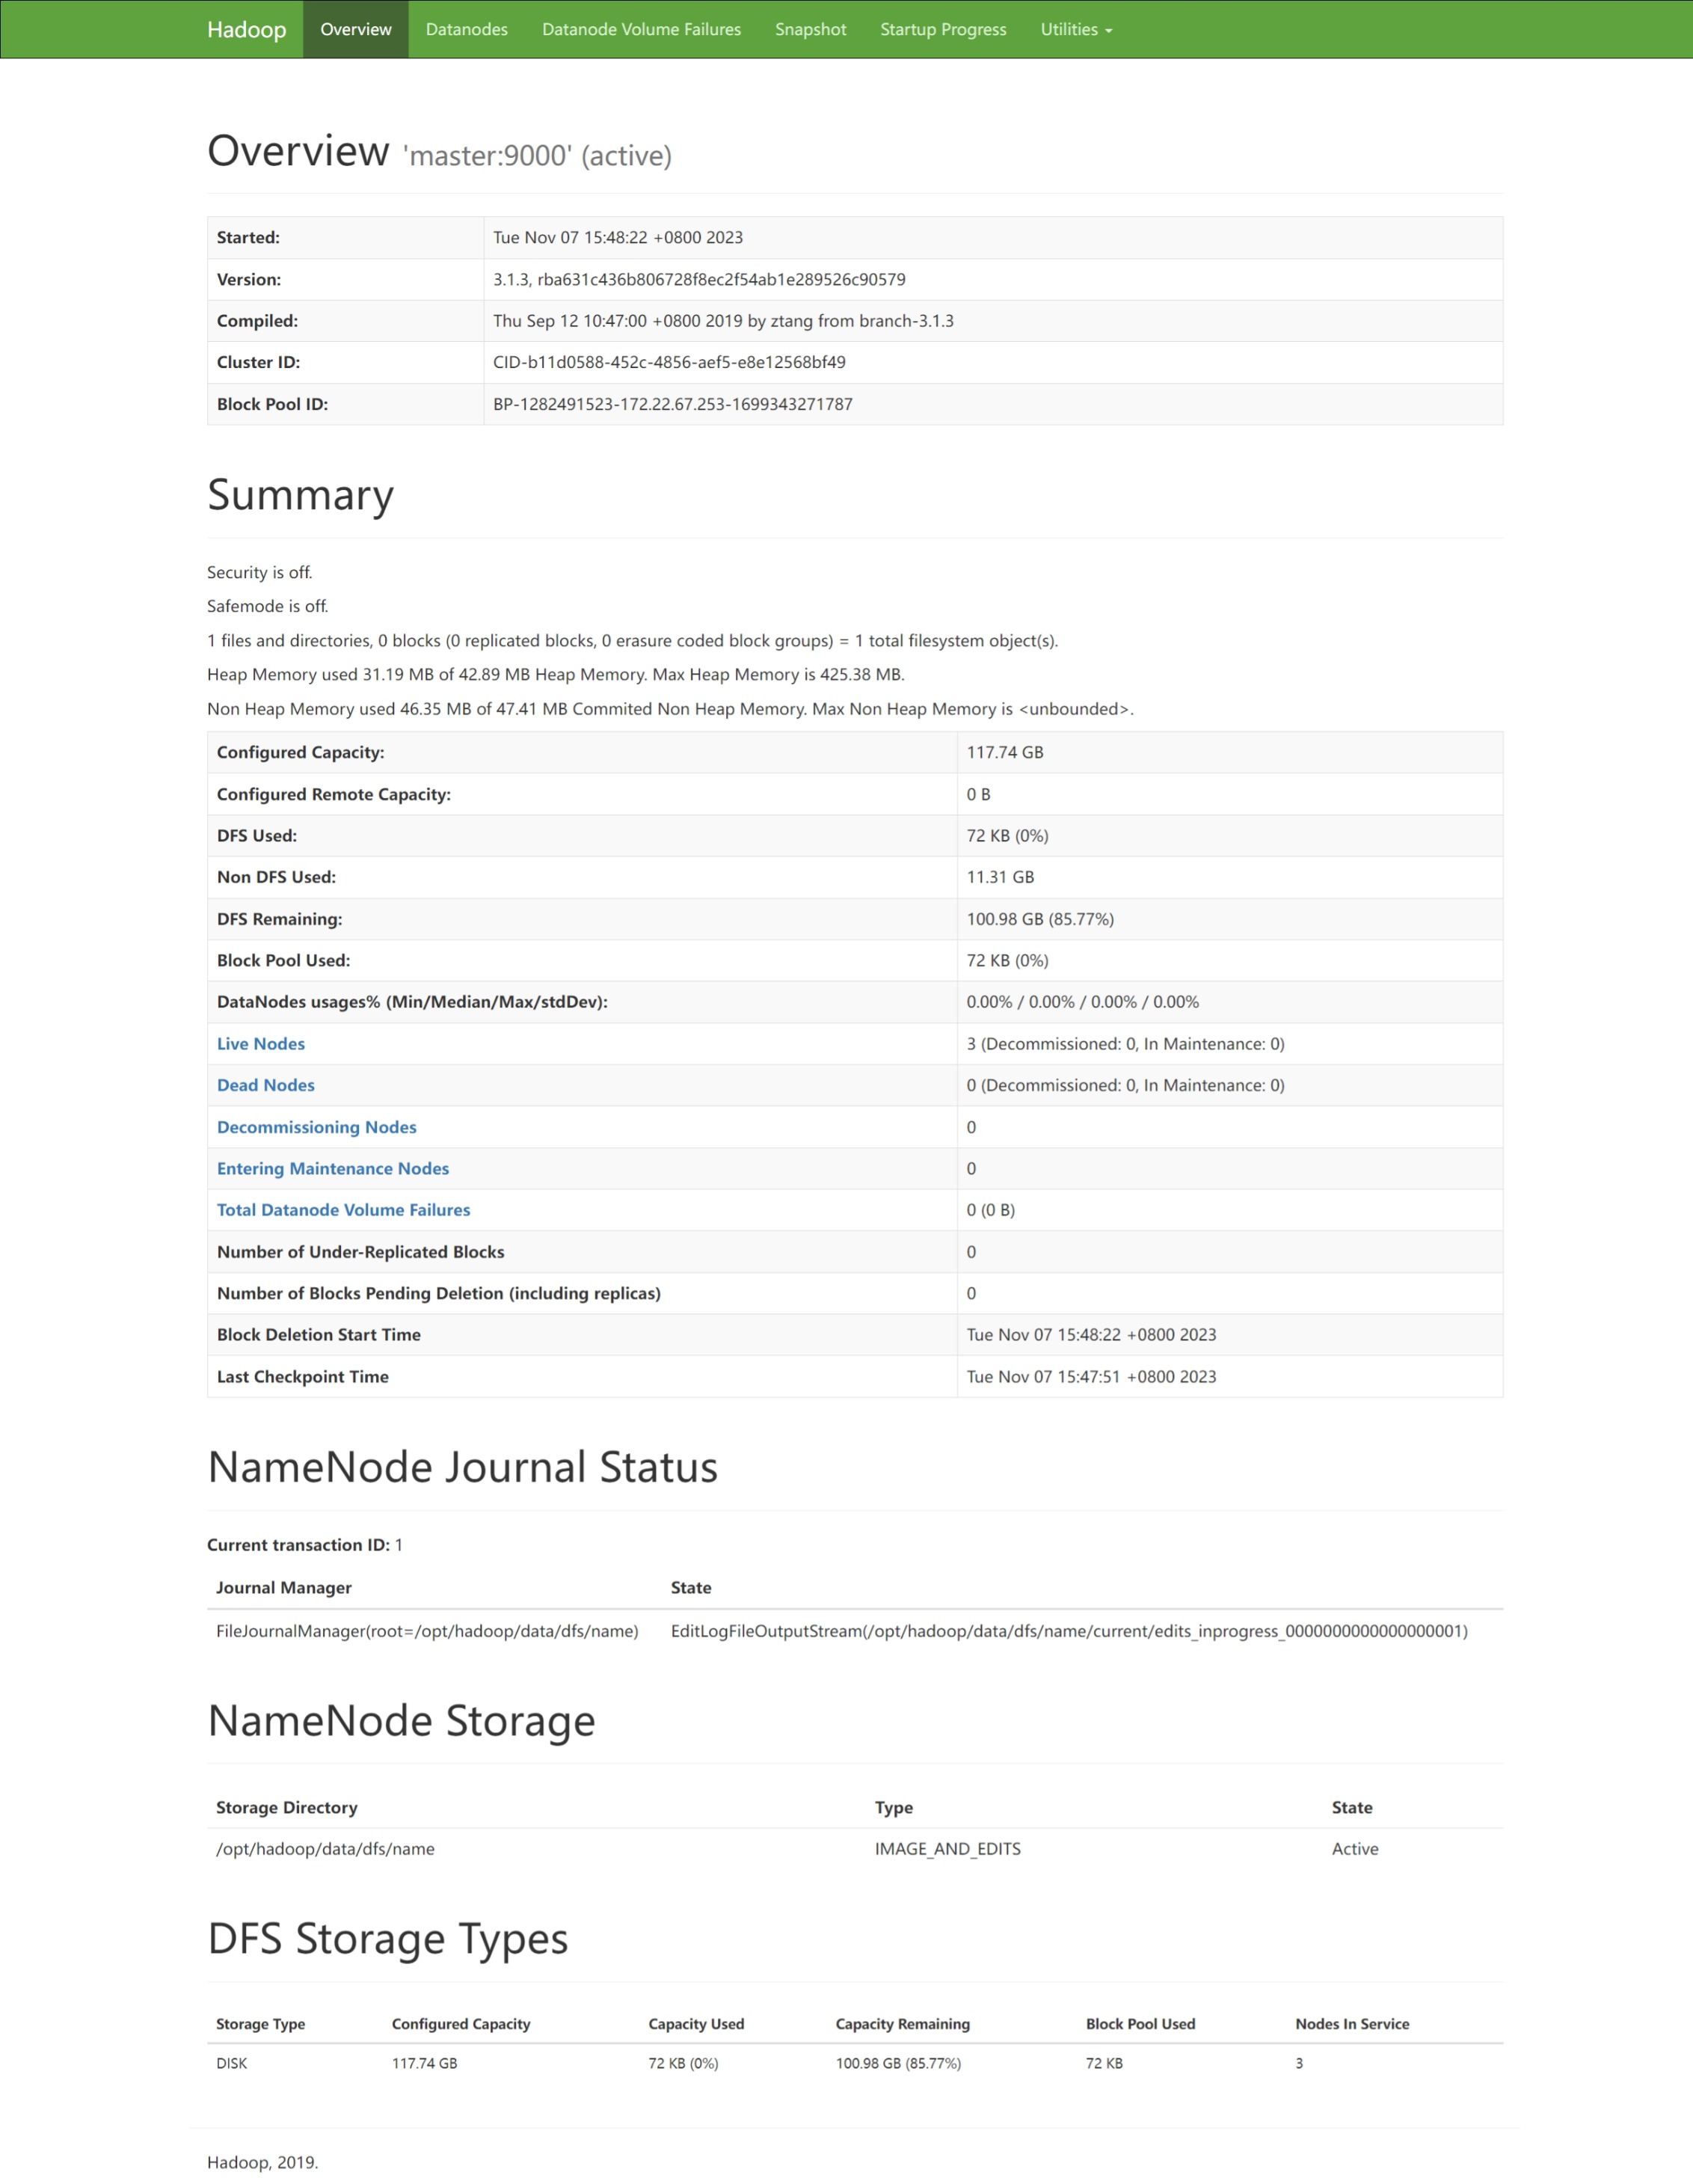 Hadoop Overview Datanodes Datanode Volume Failures Snapshot Startup Progress Utilities
Overview 'master:9000' (active)
Started: Tue Nov 07 15:48:22 +0800 2023
Version: 3.1.3, rba631c436b806728f8ec2f54ab1e289526c90579
Compiled: Thu Sep 12 10:47:00 +0800 2019 by ztang from branch-3.1.3
Cluster ID: CID-b11d0588-452c-4856-aef5-e8e12568bf49
Block Pool ID: BP-1282491523-172.22.67.253-1699343271787
Summary
Security is off.
Safemode is off.
1 files and directories, 0 blocks (0 replicated blocks, 0 erasure coded block groups) = 1 total filesystem object(s).
Heap Memory used 31.19 MB of 42.89 MB Heap Memory. Max Heap Memory is 425.38 MB.
Non Heap Memory used 46.35 MB of 47.41 MB Commited Non Heap Memory. Max Non Heap Memory is <unbounded>.
Configured Capacity: 117.74 GB
Configured Remote Capacity: 0 B
DFS Used: 72 KB (0%)
Non DFS Used: 11.31 GB
DFS Remaining: 100.98 GB (85.77%)
Block Pool Used: 72 KB (0%)
DataNodes usages% (Min/Median/Max/stdDev): 0.00% / 0.00% / 0.00% / 0.00%
Live Nodes 3 (Decommissioned: 0, In Maintenance: 0)
Dead Nodes 0 (Decommissioned: 0, In Maintenance: 0)
Decommissioning Nodes 0
Entering Maintenance Nodes 0
Total Datanode Volume Failures 0 (0 B)
Number of Under-Replicated Blocks 0
Number of Blocks Pending Deletion (including replicas) 0
Block Deletion Start Time Tue Nov 07 15:48:22 +0800 2023
Last Checkpoint Time Tue Nov 07 15:47:51 +0800 2023
NameNode Journal Status
Current transaction ID: 1
Journal Manager State
FileJournalManager(root=/opt/hadoop/data/dfs/name) EditLogFileOutputStream(/opt/hadoop/data/dfs/name/current/edits_inprogress_0000000000000000001)
NameNode Storage
Storage Directory Type State
/opt/hadoop/data/dfs/name IMAGE_AND_EDITS Active
DFS Storage Types
Storage Type Configured Capacity Capacity Used Capacity Remaining Block Pool Used Nodes In Service
DISK 117.74 GB 72 KB (0%) 100.98 GB (85.77%) 72 KB 3
Hadoop, 2019.